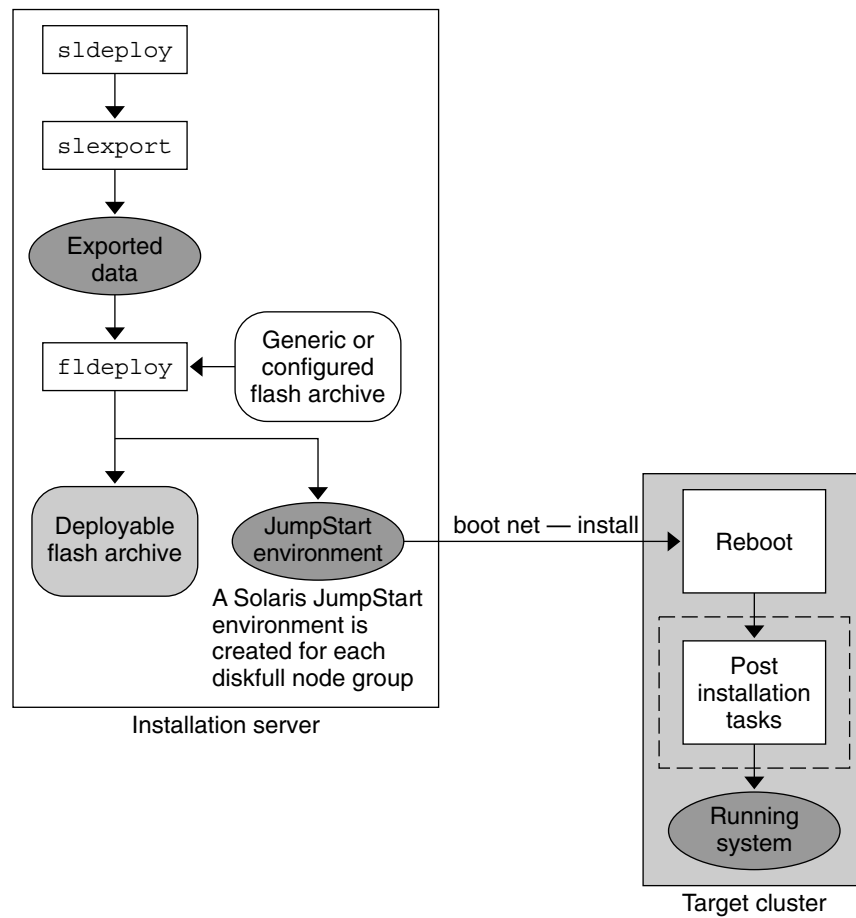 sldeploy
slexport
Exported
data
fldeploy
Generic or
configured
flash archive
Deployable
flash archive
JumpStart
environment
A Solaris JumpStart
environment is
created for each
diskfull node group
Installation server
boot net — install
Reboot
Post
installation
tasks
Running
system
Target cluster